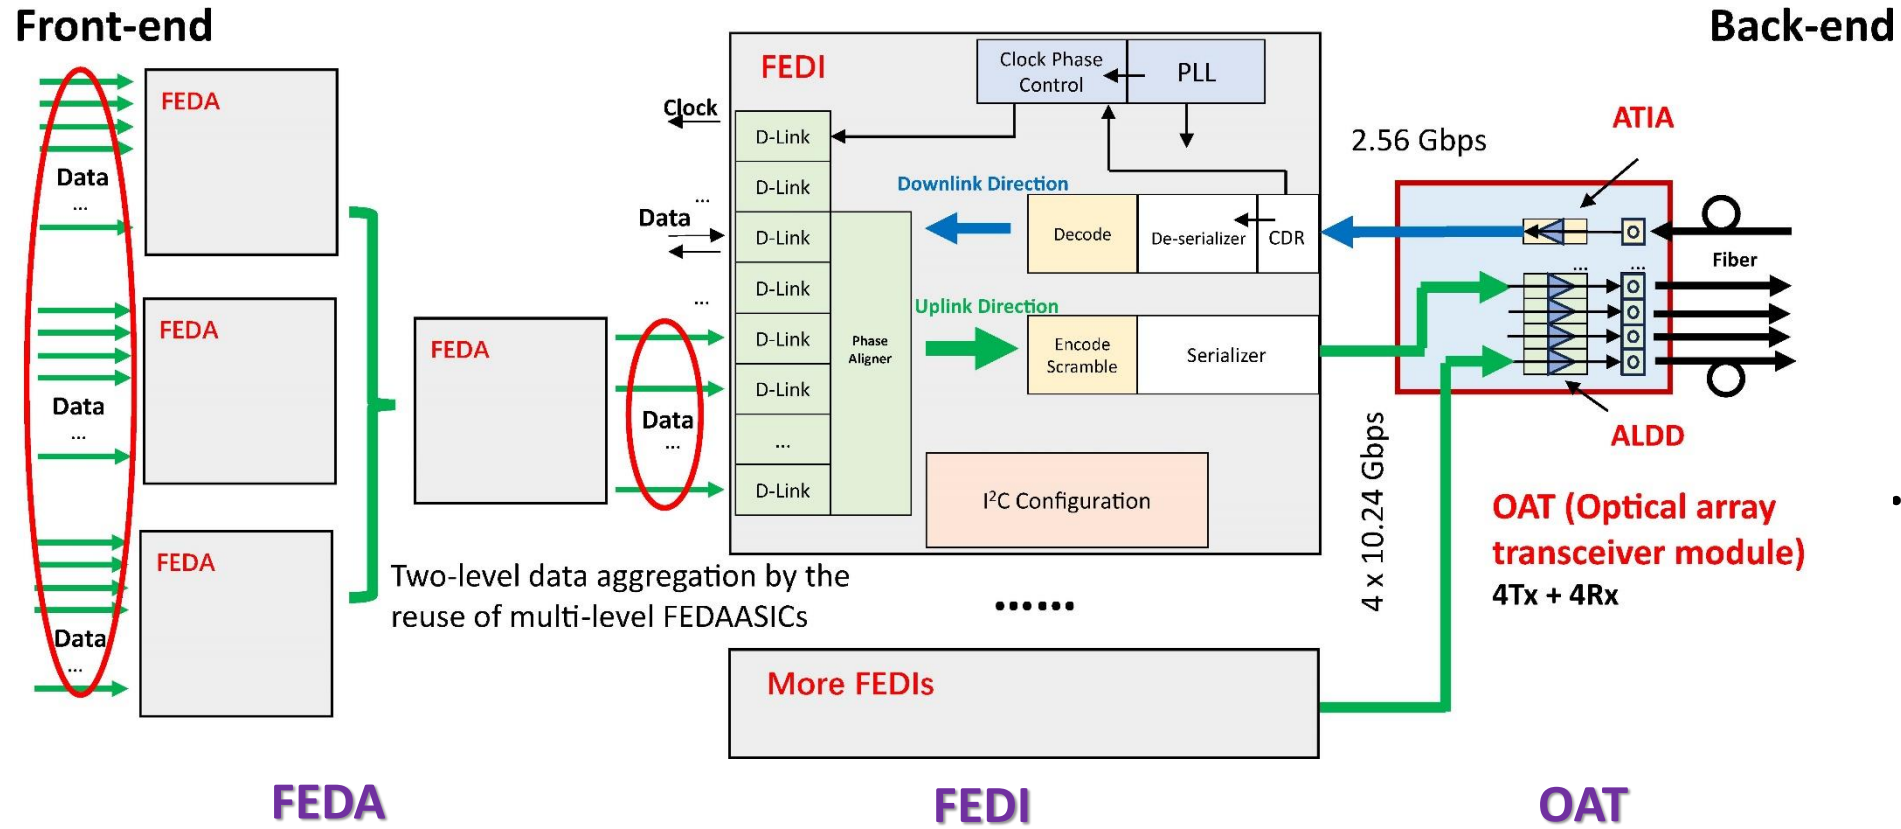 Front-end
Back-end
FEDA
Data
...
FEDA
Data
...
FEDA
Data
...
FEDA
Data
...
Two-level data aggregation by the
reuse of multi-level FEDAASICs
Clock
...
Data
...
FEDI
D-Link
D-Link
D-Link
D-Link
D-Link
D-Link
...
D-Link
Phase
Aligner
Clock Phase
Control
PLL
Downlink Direction
Decode
De-serializer
CDR
Uplink Direction
Encode
Scramble
Serializer
I²C Configuration
......
More FEDIs
2.56 Gbps
4 x 10.24 Gbps
ATIA
...
...
Fiber
ALDD
OAT (Optical array
transceiver module)
4Tx + 4Rx
FEDA
FEDI
OAT